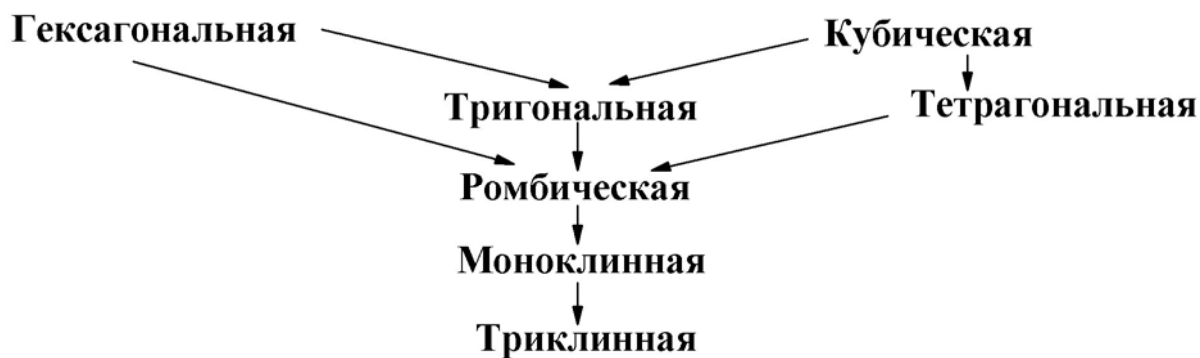 Гексагональная
Кубическая
Тригональная
Тетрагональная
Ромбическая
Моноклинная
Триклинная